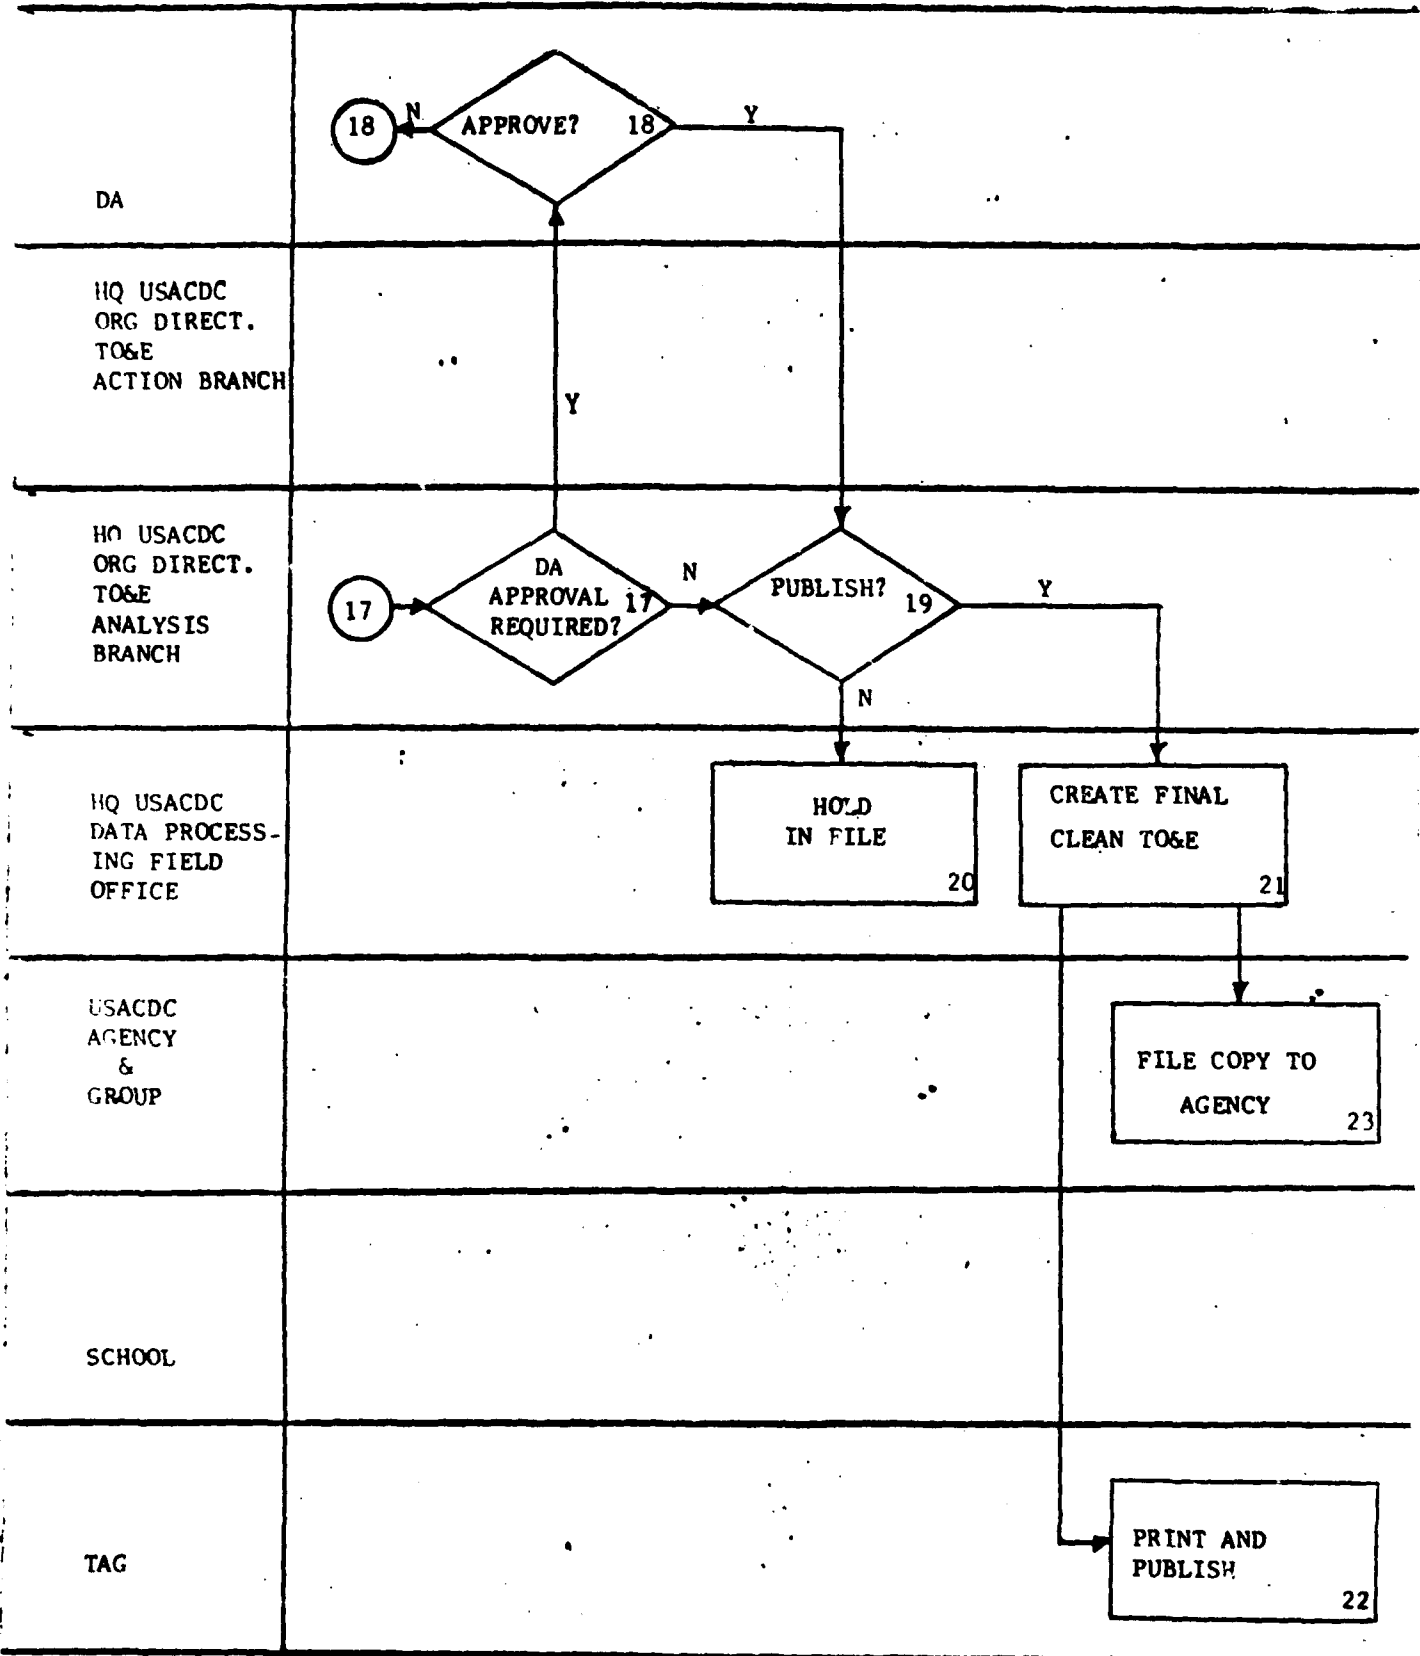 N
18
APPROVE?
18
Y
DA
HQ USACDC
ORG DIRECT.
TO&E
ACTION BRANCH
Y
HQ USACDC
ORG DIRECT.
TO&E
ANALYSIS
BRANCH
17
DA
APPROVAL
REQUIRED?
17
N
PUBLISH?
19
Y
N
HQ USACDC
DATA PROCESS-
ING FIELD
OFFICE
HOLD
IN FILE
20
CREATE FINAL
CLEAN TO&E
21
USACDC
AGENCY
&
GROUP
FILE COPY TO
AGENCY
23
SCHOOL
TAG
PRINT AND
PUBLISH
22